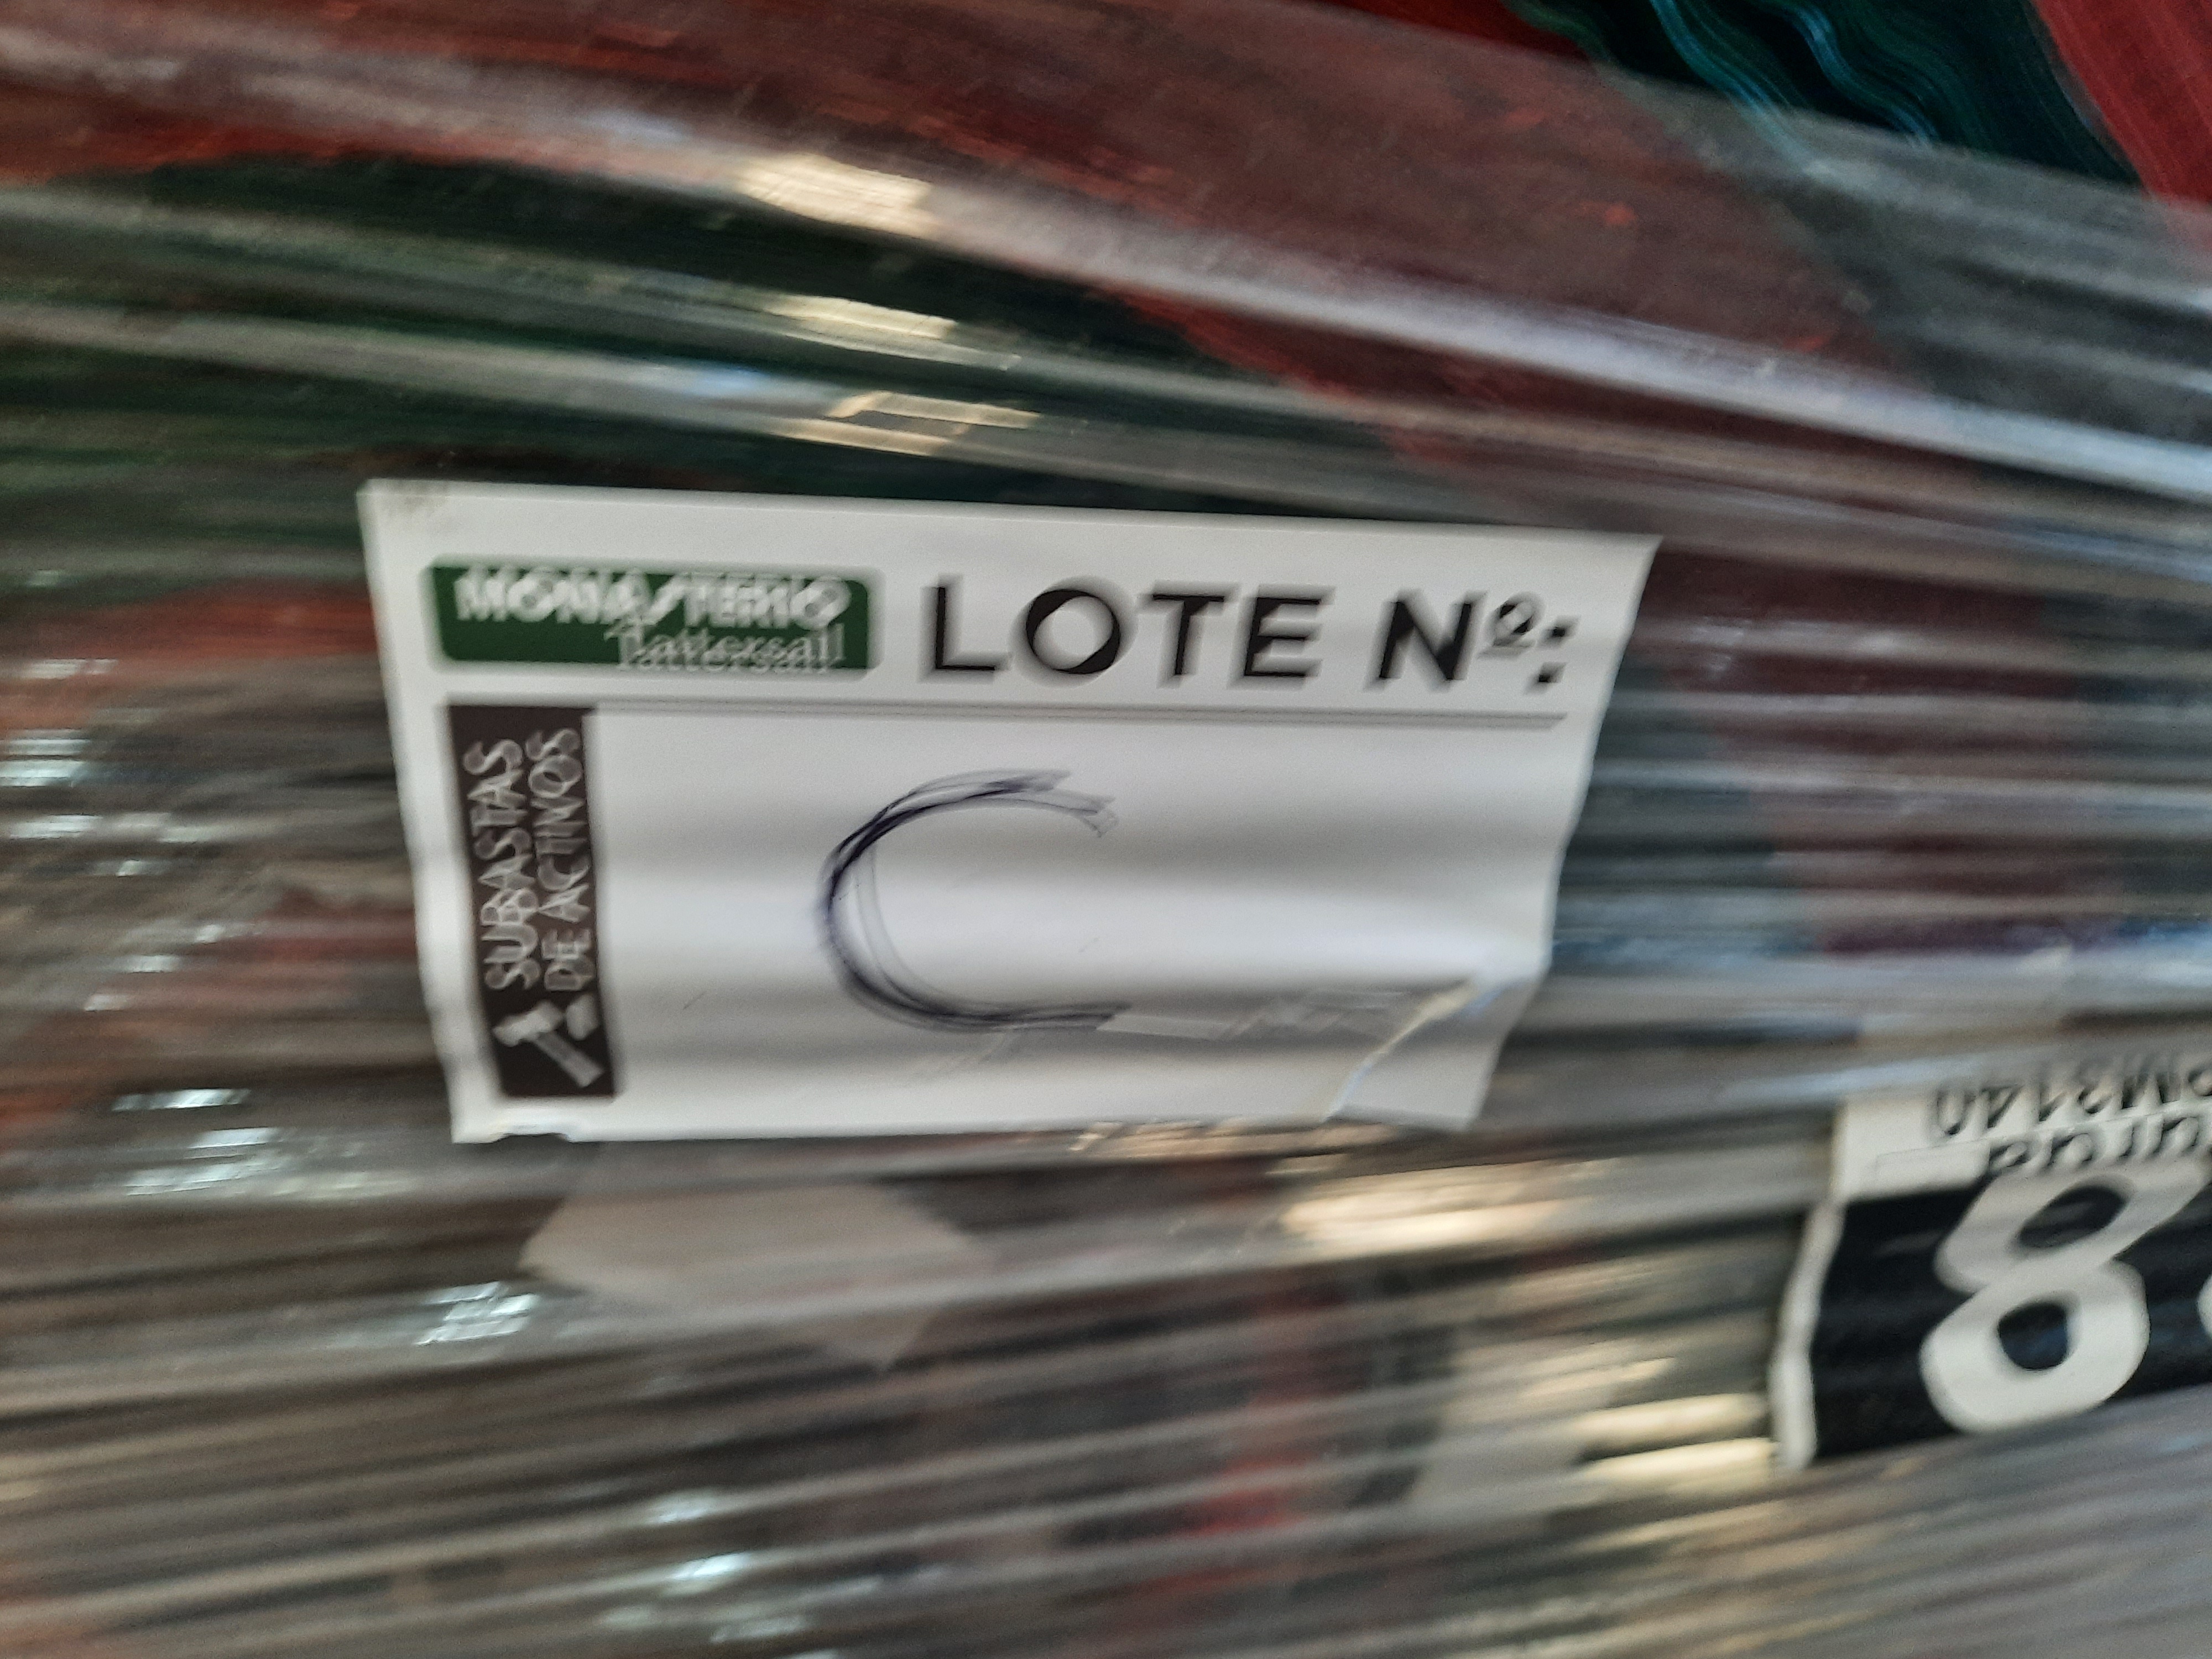 MONASTERIO
Tattersall
LOTE Nº:
SUBASTAS
DE ACTIVOS
C
8